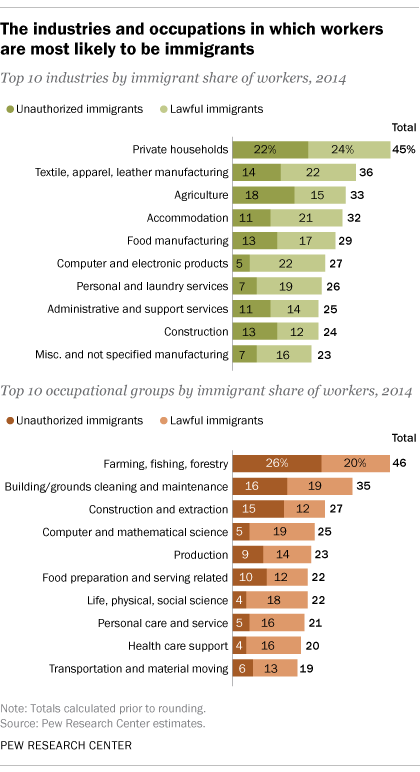 The industries and occupations in which workers
are most likely to be immigrants
Top 10 industries by immigrant share of workers, 2014
Unauthorized immigrants Lawful immigrants
Total
Private households 22% 24% 45%
Textile, apparel, leather manufacturing 14 22 36
Agriculture 18 15 33
Accommodation 11 21 32
Food manufacturing 13 17 29
Computer and electronic products 5 22 27
Personal and laundry services 7 19 26
Administrative and support services 11 14 25
Construction 13 12 24
Misc. and not specified manufacturing 7 16 23
Top 10 occupational groups by immigrant share of workers, 2014
Unauthorized immigrants Lawful immigrants
Total
Farming, fishing, forestry 26% 20% 46
Building/grounds cleaning and maintenance 16 19 35
Construction and extraction 15 12 27
Computer and mathematical science 5 19 25
Production 9 14 23
Food preparation and serving related 10 12 22
Life, physical, social science 4 18 22
Personal care and service 5 16 21
Health care support 4 16 20
Transportation and material moving 6 13 19
Note: Totals calculated prior to rounding.
Source: Pew Research Center estimates.
PEW RESEARCH CENTER